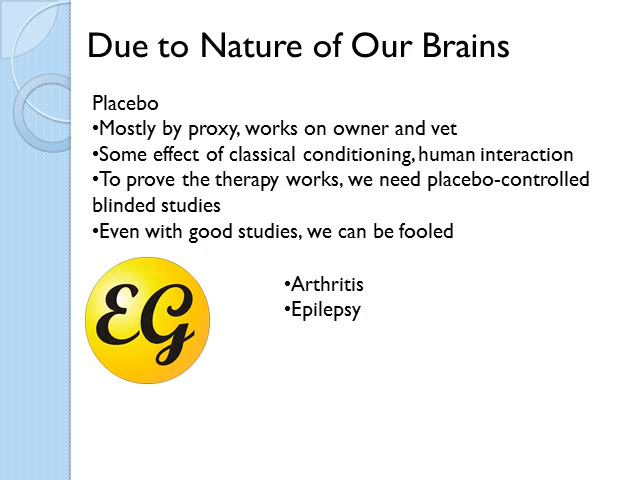 Due to Nature of Our Brains
Placebo
•Mostly by proxy, works on owner and vet
•Some effect of classical conditioning, human interaction
•To prove the therapy works, we need placebo-controlled
blinded studies
•Even with good studies, we can be fooled
EG
•Arthritis
•Epilepsy